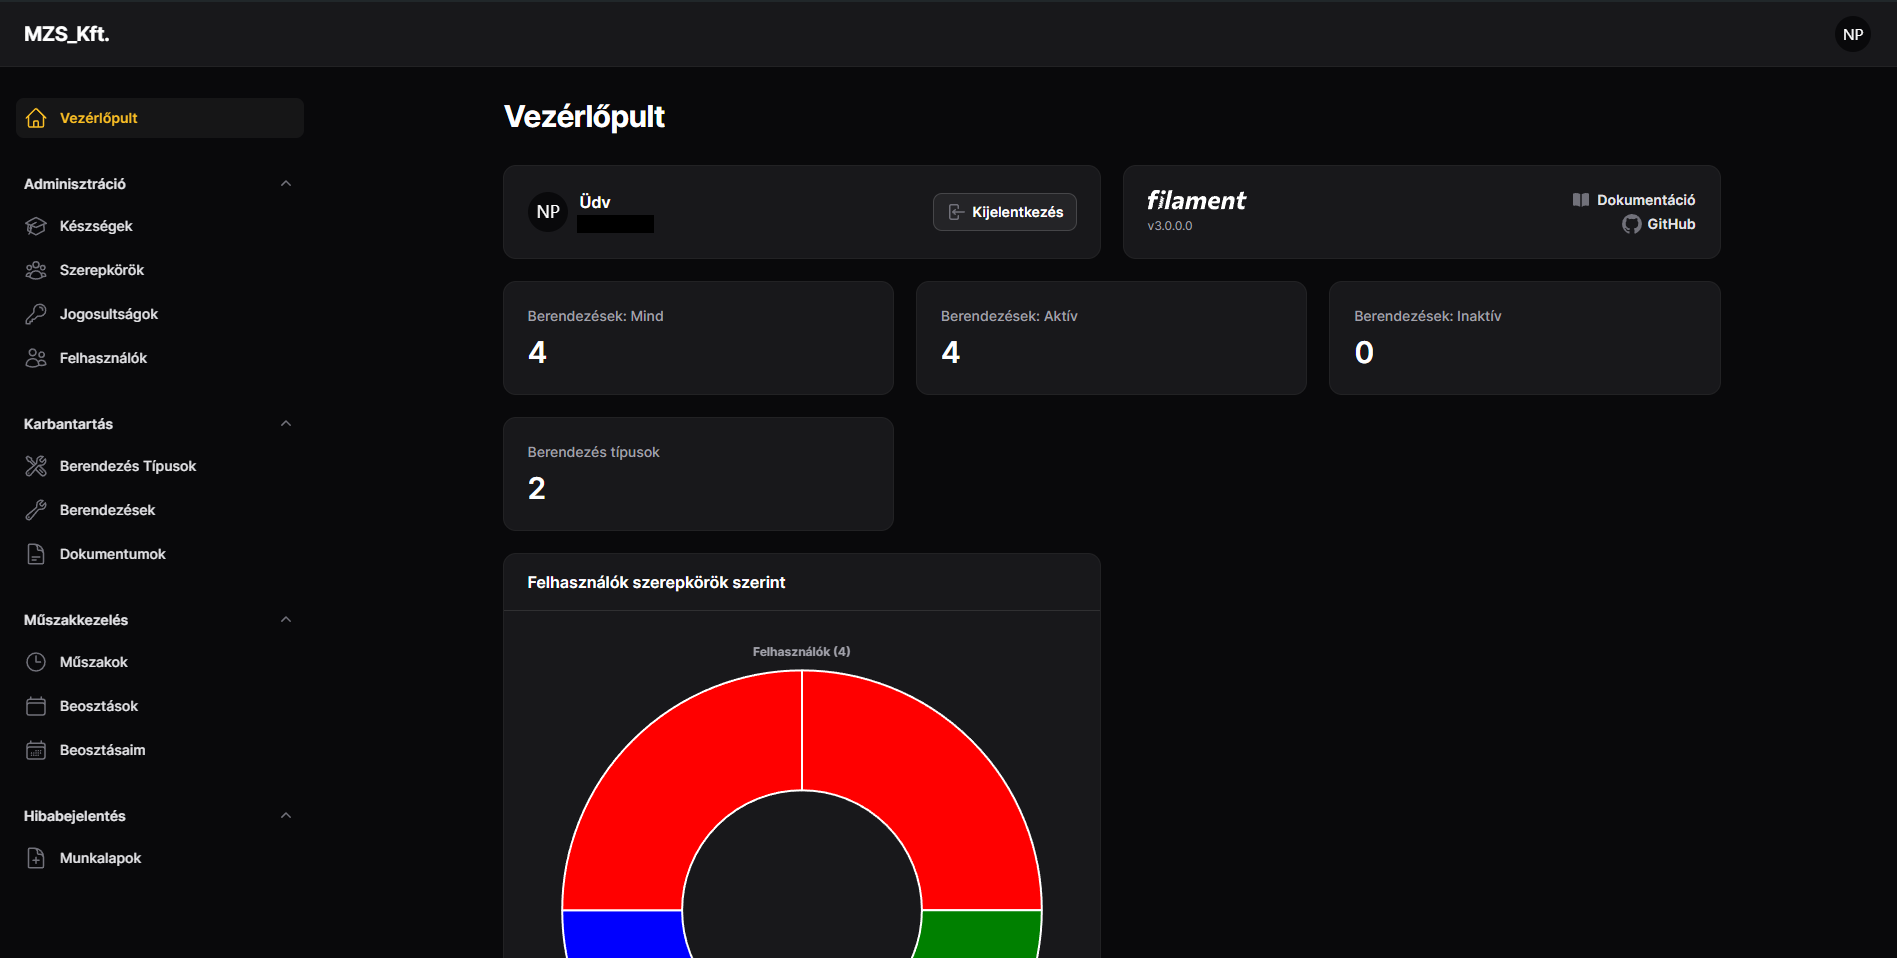 MZS_Kft.
NP
Vezérlőpult
Adminisztráció
Készségek
Szerepkörök
Jogosultságok
Felhasználók
Karbantartás
Berendezés Típusok
Berendezések
Dokumentumok
Műszakkezelés
Műszakok
Beosztások
Beosztásaim
Hibabejelentés
Munkalapok
Vezérlőpult
NP
Üdv
Kijelentkezés
filament
v3.0.0.0
Dokumentáció
GitHub
Berendezések: Mind
4
Berendezések: Aktív
4
Berendezések: Inaktív
0
Berendezés típusok
2
Felhasználók szerepkörök szerint
Felhasználók (4)